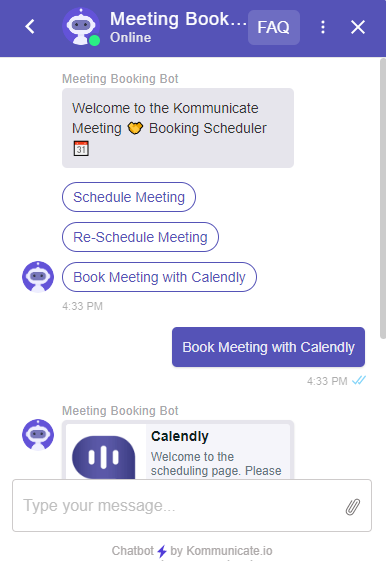 Meeting Book...
Online
FAQ
Meeting Booking Bot
Welcome to the Kommunicate
Meeting 🤝 Booking Scheduler
📅
Schedule Meeting
Re-Schedule Meeting
Book Meeting with Calendly
4:33 PM
Book Meeting with Calendly
4:33 PM
Meeting Booking Bot
Calendly
Welcome to the
scheduling page. Please
Type your message...
Chatbot ⚡ by Kommunicate.io